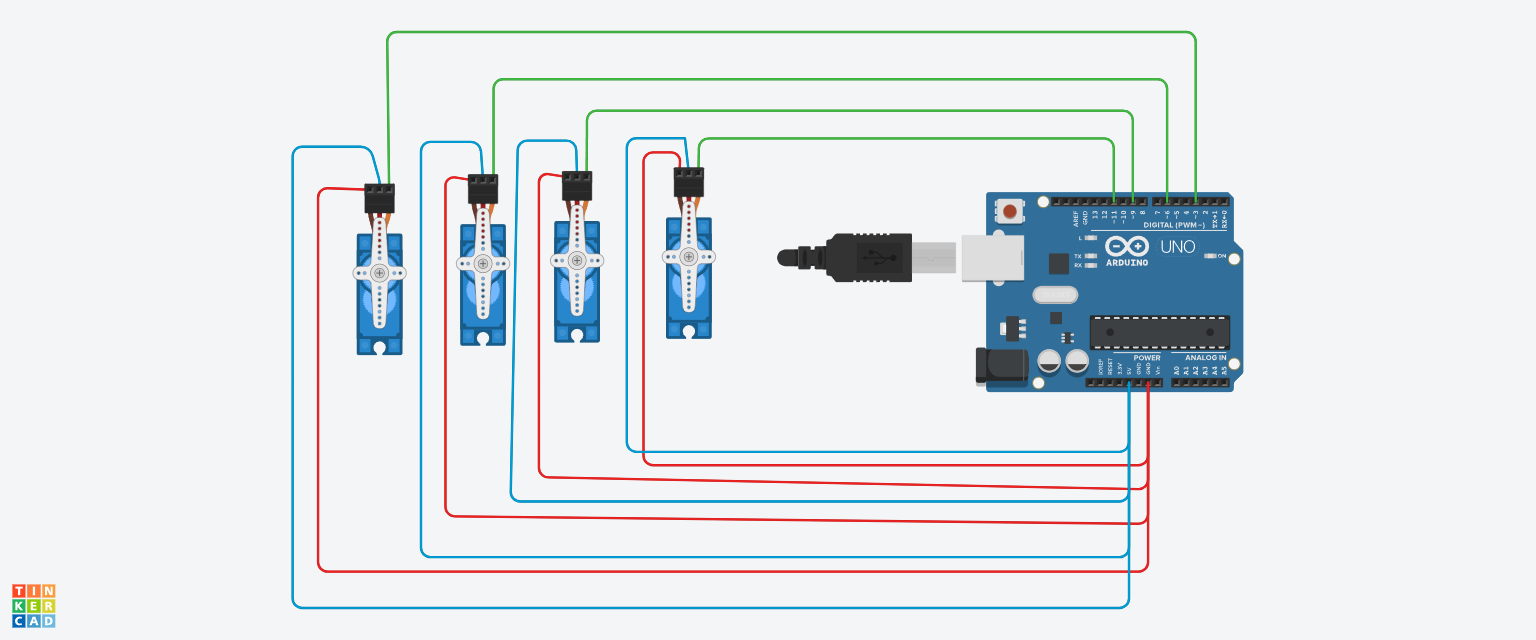 AREF
GND
13
12
~11
~10
~9
8
7
~6
~5
4
~3
2
TX→1
RX←0
DIGITAL (PWM ~)
L
TX
RX
UNO
ARDUINO
ON
POWER
ANALOG IN
IOREF
RESET
3.3V
5V
GND
GND
Vin
A0
A1
A2
A3
A4
A5
TIN
KER
CAD